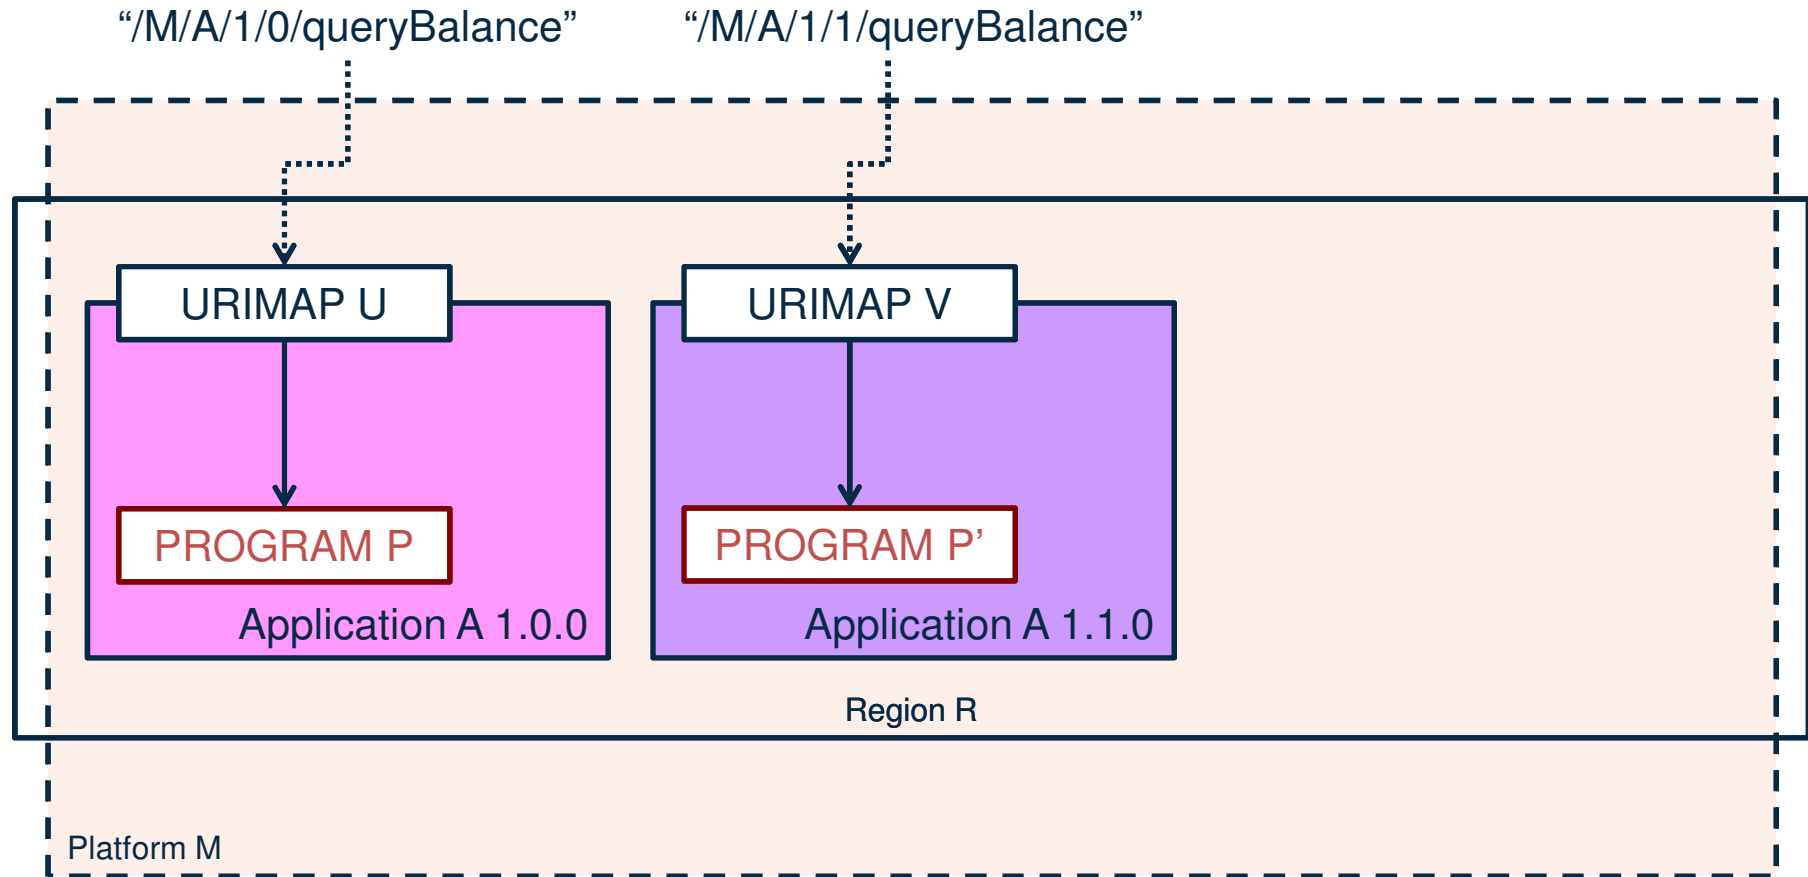 “/M/A/1/0/queryBalance” “/M/A/1/1/queryBalance”
URIMAP U
URIMAP V
PROGRAM P
PROGRAM P’
Application A 1.0.0
Application A 1.1.0
Region R
Platform M